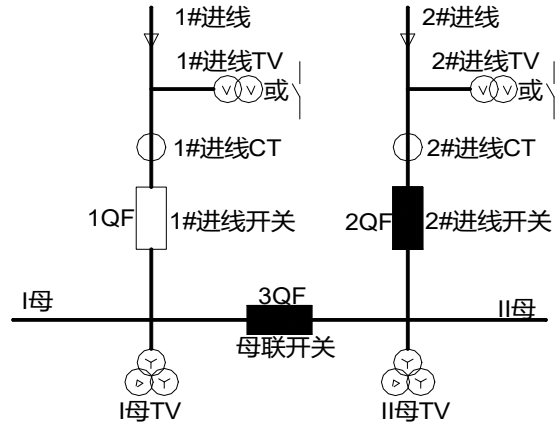 1#进线
2#进线
1#进线TV
或
2#进线TV
或
V V
V V
1#进线CT
2#进线CT
1QF
1#进线开关
2QF
2#进线开关
I母
3QF
II母
母联开关
I母TV
II母TV